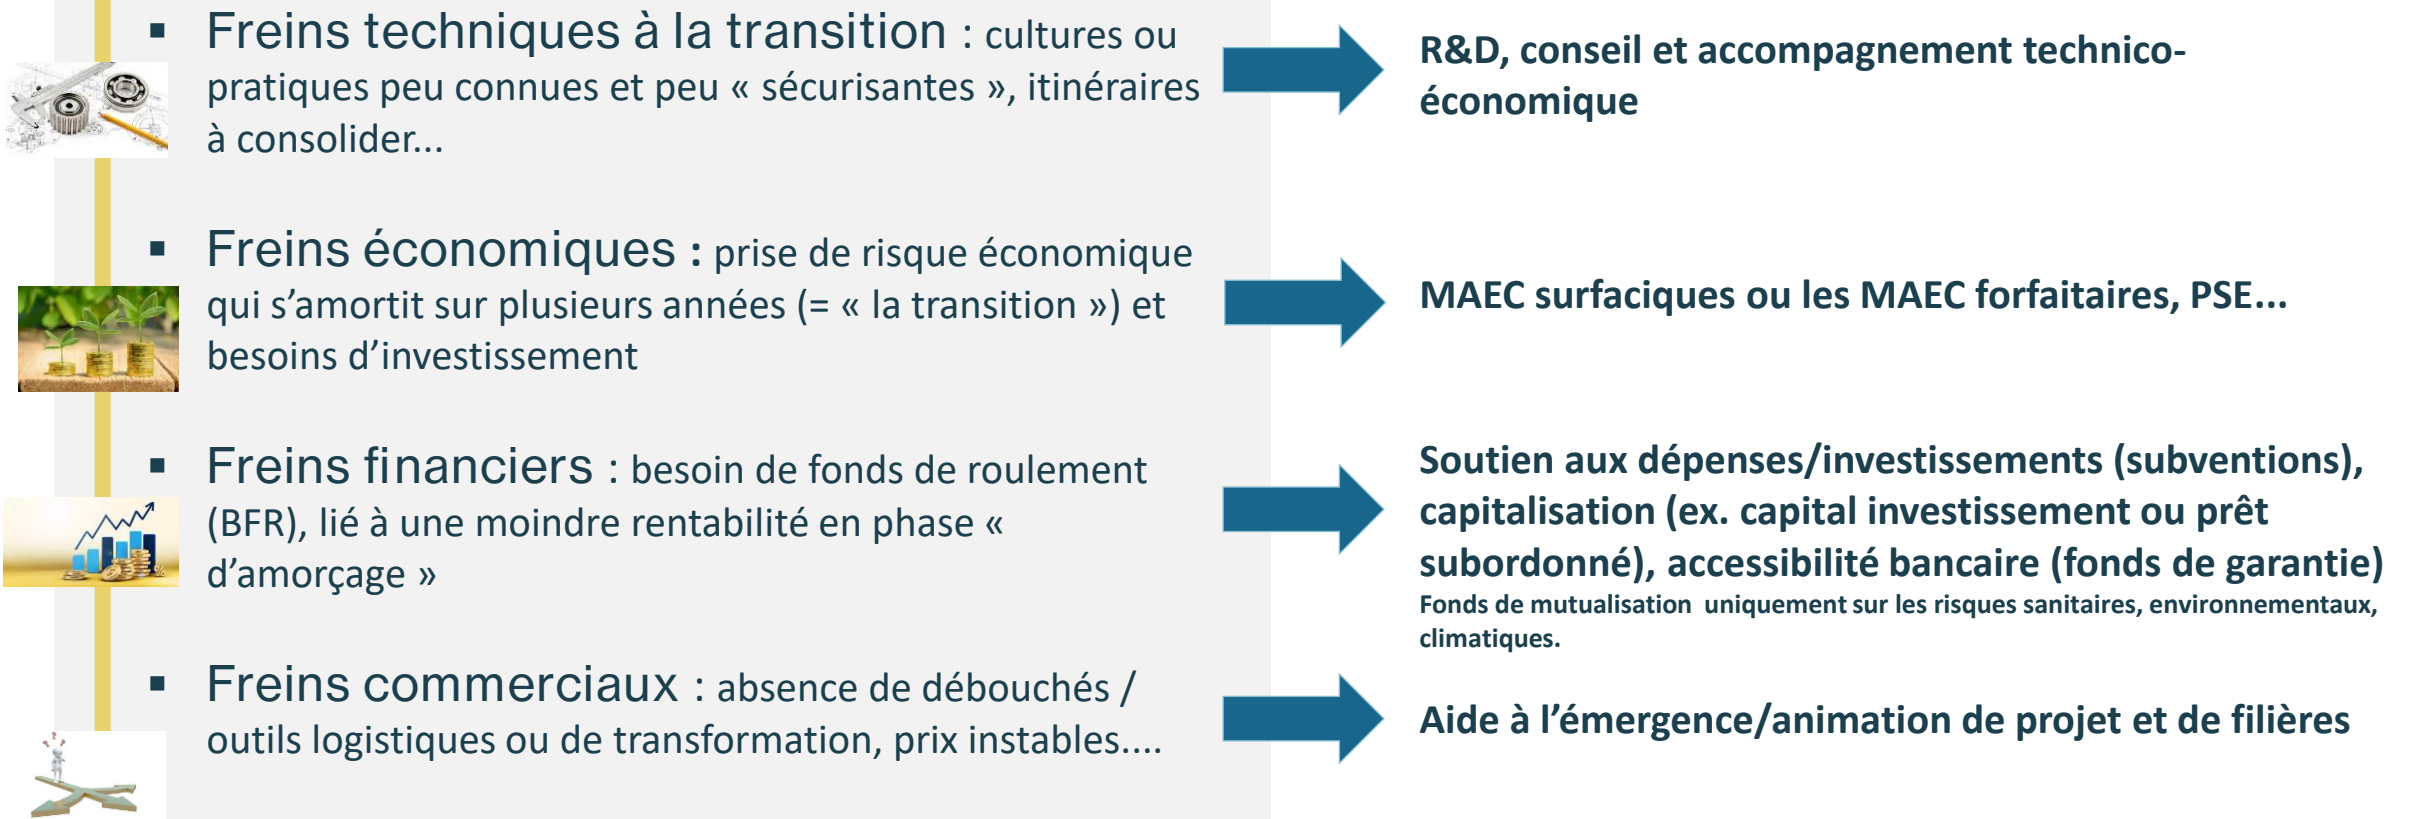 ▪ Freins techniques à la transition : cultures ou
pratiques peu connues et peu « sécurisantes », itinéraires
à consolider...
R&D, conseil et accompagnement technico-
économique
▪ Freins économiques : prise de risque économique
qui s’amortit sur plusieurs années (= « la transition ») et
besoins d’investissement
MAEC surfaciques ou les MAEC forfaitaires, PSE...
▪ Freins financiers : besoin de fonds de roulement
(BFR), lié à une moindre rentabilité en phase «
d’amorçage »
Soutien aux dépenses/investissements (subventions),
capitalisation (ex. capital investissement ou prêt
subordonné), accessibilité bancaire (fonds de garantie)
Fonds de mutualisation uniquement sur les risques sanitaires, environnementaux,
climatiques.
▪ Freins commerciaux : absence de débouchés /
outils logistiques ou de transformation, prix instables....
Aide à l’émergence/animation de projet et de filières